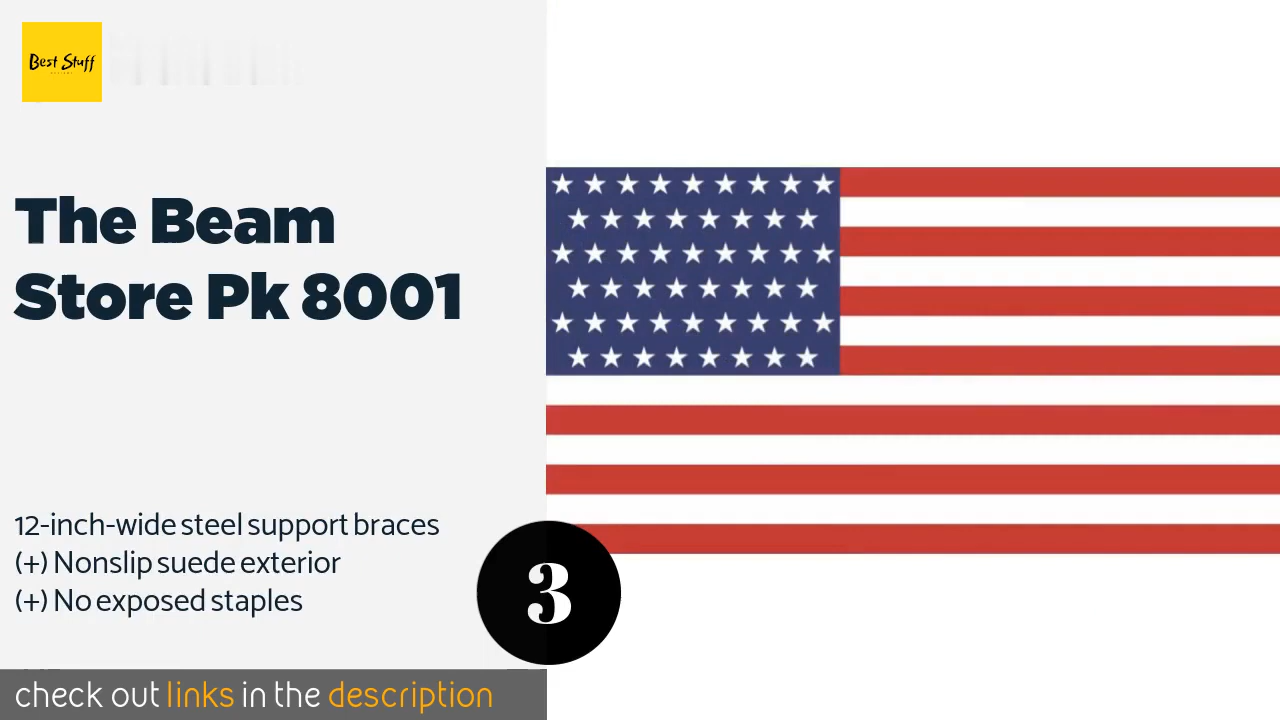 Best Stuff
The Beam
Store Pk 8001
12-inch-wide steel support braces
(+) Nonslip suede exterior
(+) No exposed staples
3
check out links in the description